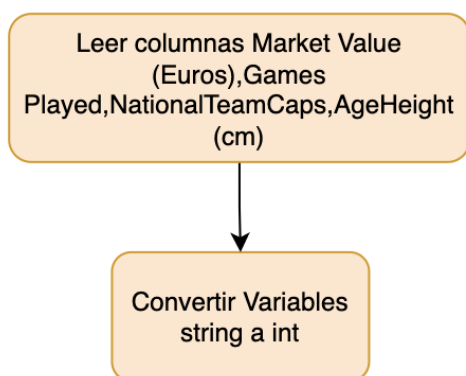 Leer columnas Market Value
(Euros),Games
Played,NationalTeamCaps,AgeHeight
(cm)
Convertir Variables
string a int